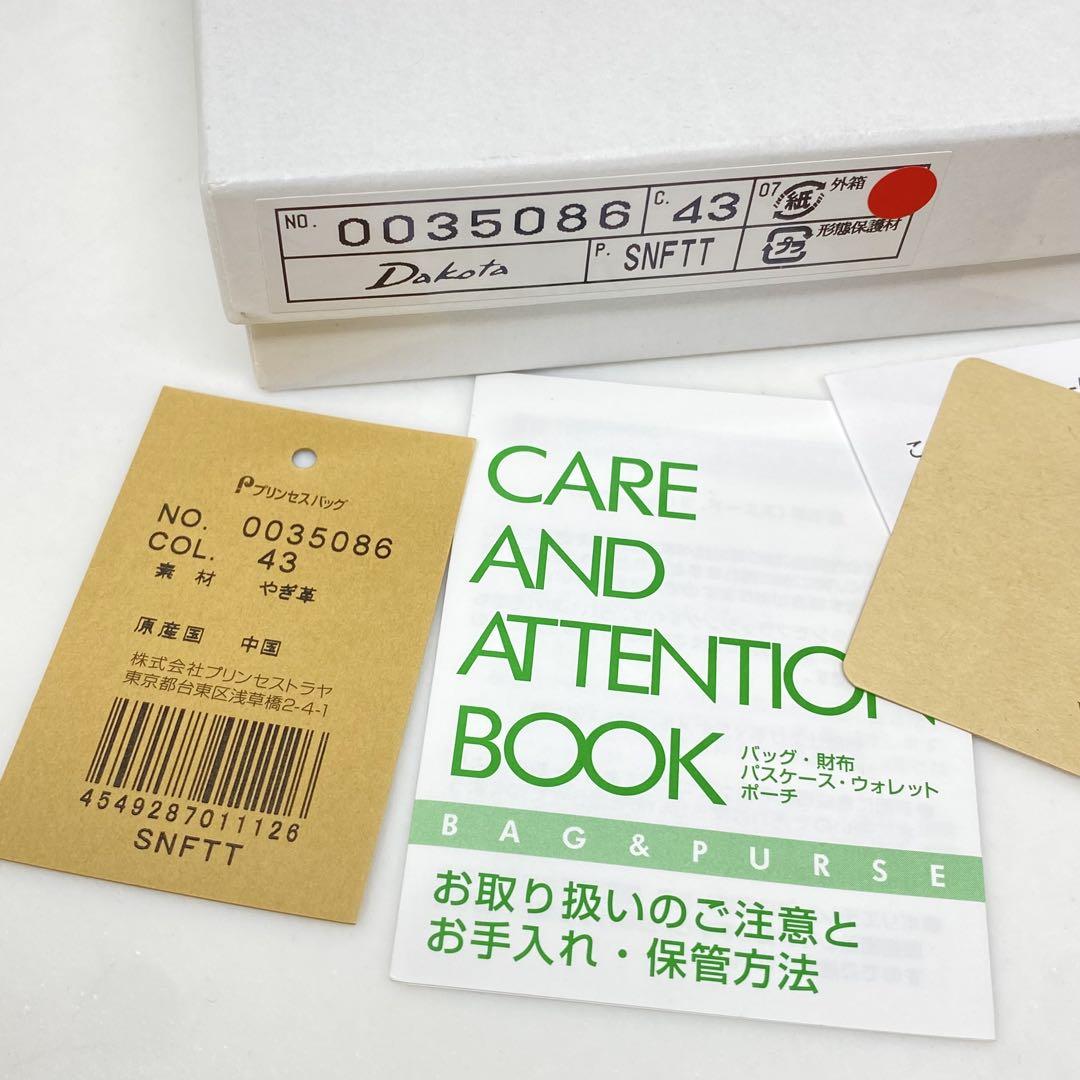 NO. 0035086 C. 43 07 紙 外箱
Dakota P. SNFTT プラ 形態保護材
プリンセスバッグ
NO. 0035086
COL. 43
素材 やぎ革
原産国 中国
株式会社プリンセストラヤ
東京都台東区浅草橋2-4-1
4549287011126
SNFTT
CARE
AND
ATTENTION
BOOK
バッグ・財布
パスケース・ウォレット
ポーチ
BAG & PURSE
お取り扱いのご注意と
お手入れ・保管方法